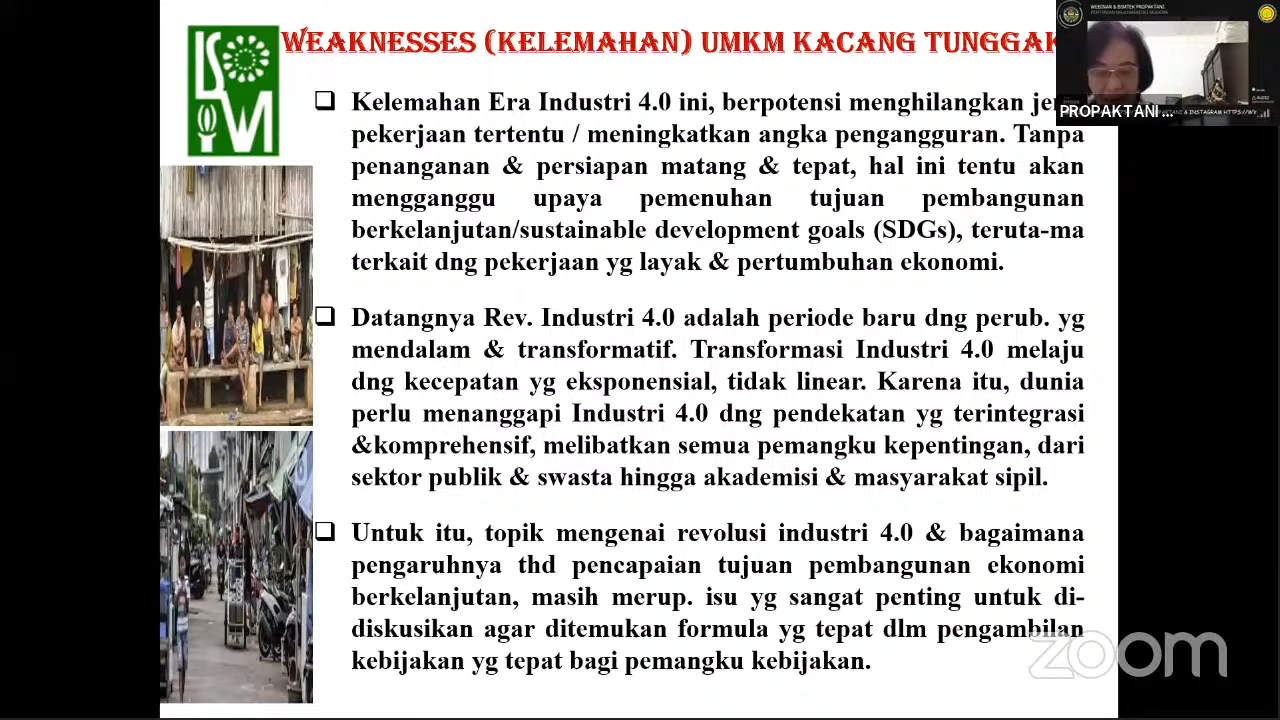 WEAKNESSES (KELEMAHAN) UMKM KACANG TUNGGAK
Kelemahan Era Industri 4.0 ini, berpotensi menghilangkan
pekerjaan tertentu / meningkatkan angka pengangguran. Tanpa
penanganan & persiapan matang & tepat, hal ini tentu akan
mengganggu upaya pemenuhan tujuan pembangunan
berkelanjutan/sustainable development goals (SDGs), teruta-ma
terkait dng pekerjaan yg layak & pertumbuhan ekonomi.
Datangnya Rev. Industri 4.0 adalah periode baru dng perub. yg
mendalam & transformatif. Transformasi Industri 4.0 melaju
dng kecepatan yg eksponensial, tidak linear. Karena itu, dunia
perlu menanggapi Industri 4.0 dng pendekatan yg terintegrasi
&komprehensif, melibatkan semua pemangku kepentingan, dari
sektor publik & swasta hingga akademisi & masyarakat sipil.
Untuk itu, topik mengenai revolusi industri 4.0 & bagaimana
pengaruhnya thd pencapaian tujuan pembangunan ekonomi
berkelanjutan, masih merup. isu yg sangat penting untuk di-
diskusikan agar ditemukan formula yg tepat dlm pengambilan
kebijakan yg tepat bagi pemangku kebijakan.
WEBINAR & BIMTEK PROPAKTANI
PROPAKTANI ...
& INSTAGRAM
zoom